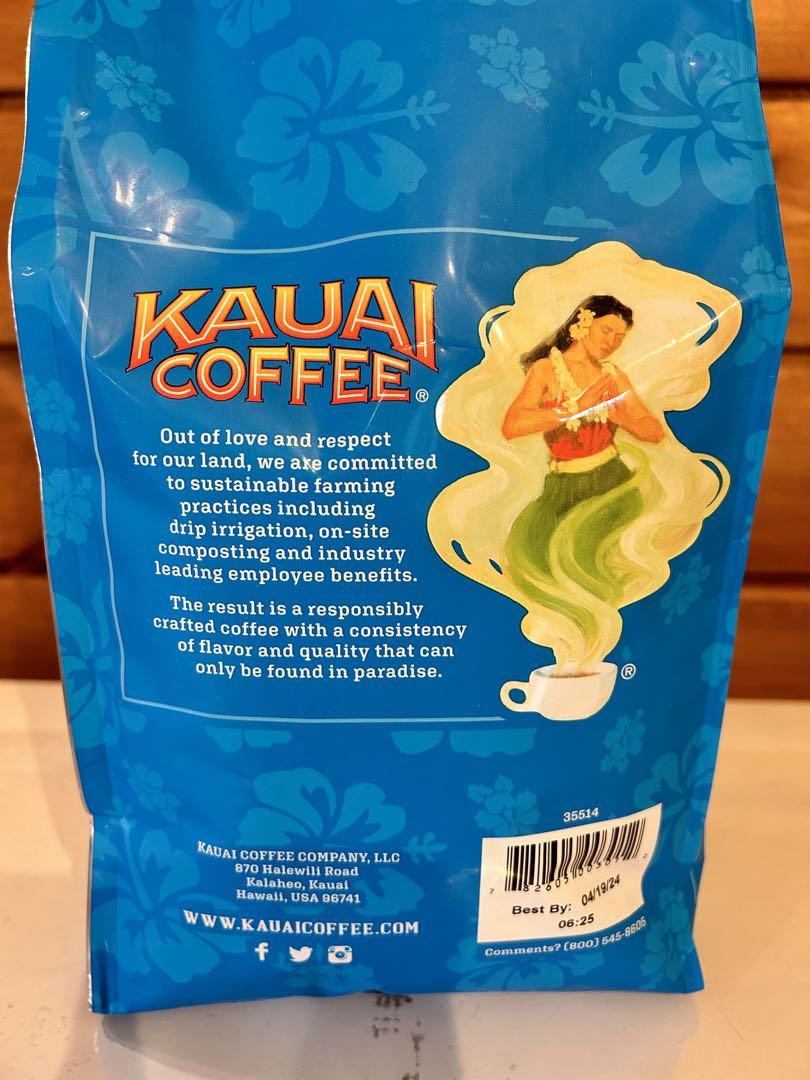 KAUAI
COFFEE®
Out of love and respect
for our land, we are committed
to sustainable farming
practices including
drip irrigation, on-site
composting and industry
leading employee benefits.
The result is a responsibly
crafted coffee with a consistency
of flavor and quality that can
only be found in paradise.
®
35514
Best By: 04/19/24
06:25
Comments? (800) 545-8605
KAUAI COFFEE COMPANY, LLC
870 Halewili Road
Kalaheo, Kauai
Hawaii, USA 96741
WWW.KAUAICOFFEE.COM